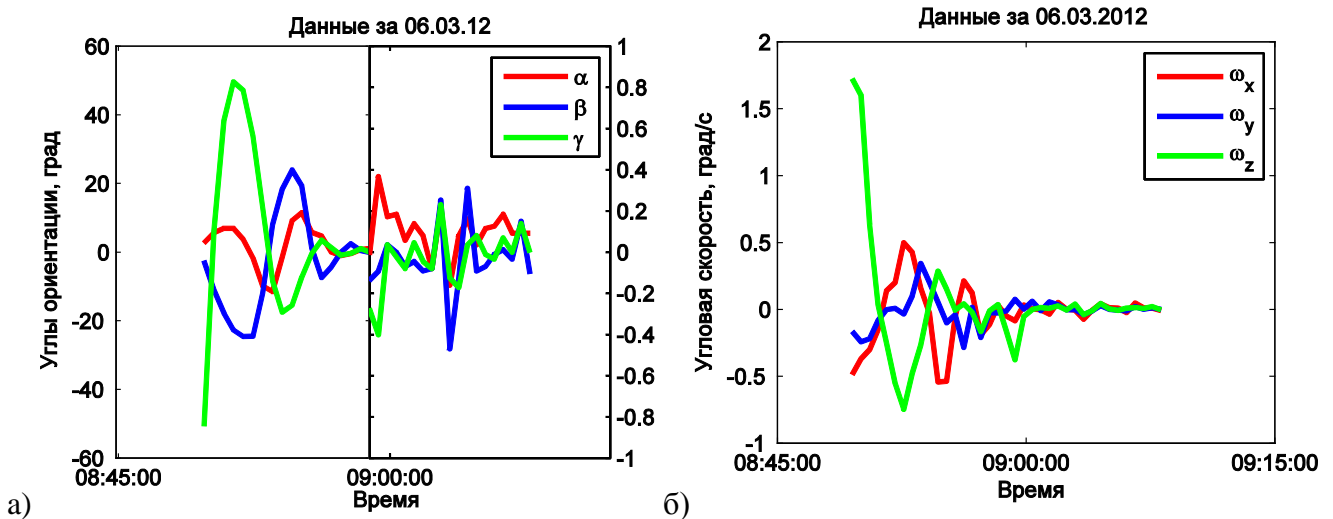 Данные за 06.03.12
Углы ориентации, град
60
40
20
0
-20
-40
-60
1
0.8
0.6
0.4
0.2
0
-0.2
-0.4
-0.6
-0.8
-1
α
β
γ
08:45:00
09:00:00
Время
а)
Данные за 06.03.2012
Угловая скорость, град/с
2
1.5
1
0.5
0
-0.5
-1
ω_x
ω_y
ω_z
08:45:00
09:00:00
09:15:00
Время
б)